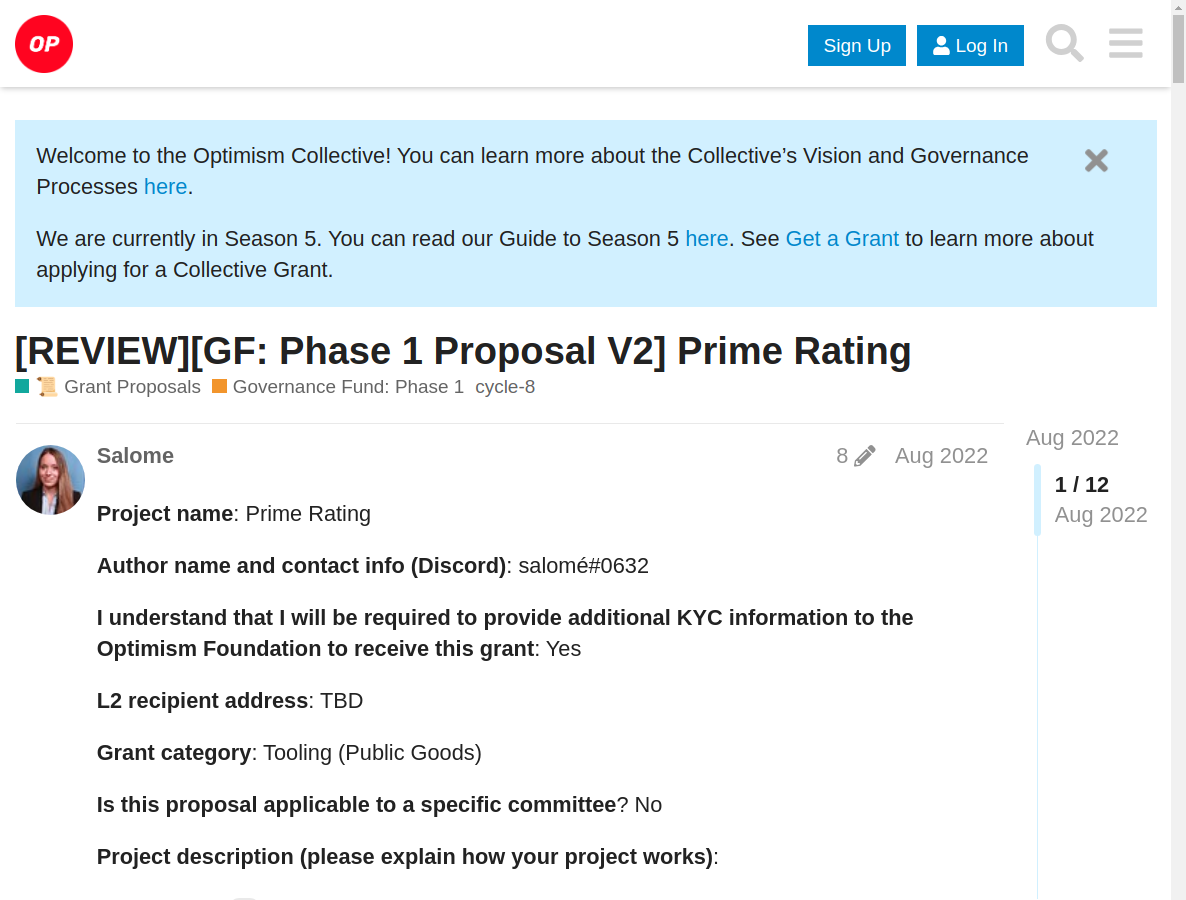 OP
Sign Up
Log In
Welcome to the Optimism Collective! You can learn more about the Collective’s Vision and Governance
Processes here.
We are currently in Season 5. You can read our Guide to Season 5 here. See Get a Grant to learn more about
applying for a Collective Grant.
[REVIEW][GF: Phase 1 Proposal V2] Prime Rating
📜 Grant Proposals Governance Fund: Phase 1 cycle-8
Salome
8
Aug 2022
Aug 2022
1 / 12
Aug 2022
Project name: Prime Rating
Author name and contact info (Discord): salomé#0632
I understand that I will be required to provide additional KYC information to the
Optimism Foundation to receive this grant: Yes
L2 recipient address: TBD
Grant category: Tooling (Public Goods)
Is this proposal applicable to a specific committee? No
Project description (please explain how your project works):